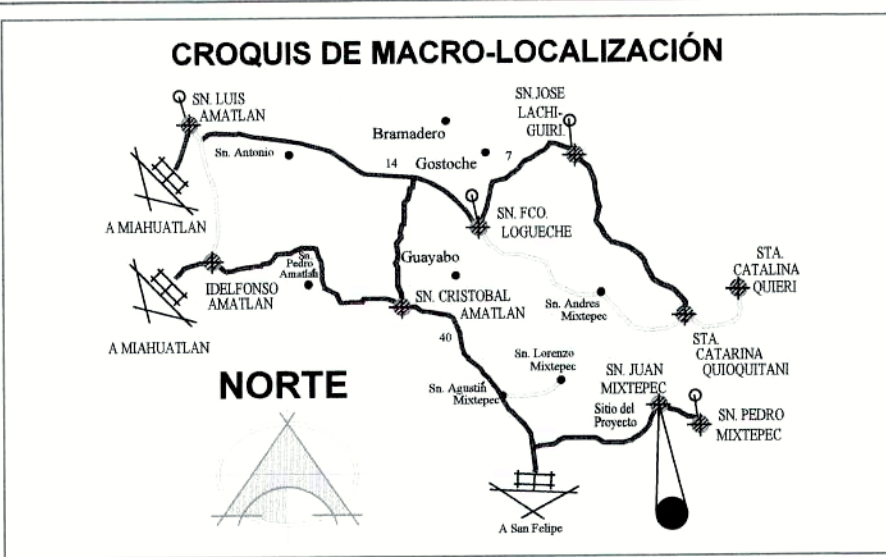 CROQUIS DE MACRO-LOCALIZACIÓN
SN. LUIS
AMATLAN
Sn. Antonio
Bramadero
Gostoche
14
7
SN. JOSE
LACHI-
GUIRI.
A MIAHUATLAN
SN. FCO.
LOGUECHE
Guayabo
Sn.
Pedro
Amatlan
IDELFONSO
AMATLAN
SN. CRISTOBAL
AMATLAN
Sn. Andres
Mixtepec
STA.
CATALINA
QUIERI
A MIAHUATLAN
40
STA.
CATARINA
QUIOQUITANI
Sn. Lorenzo
Mixtepec
SN. JUAN
MIXTEPEC
NORTE
Sn. Agustin
Mixtepec
Sitio del
Proyecto
SN. PEDRO
MIXTEPEC
A San Felipe